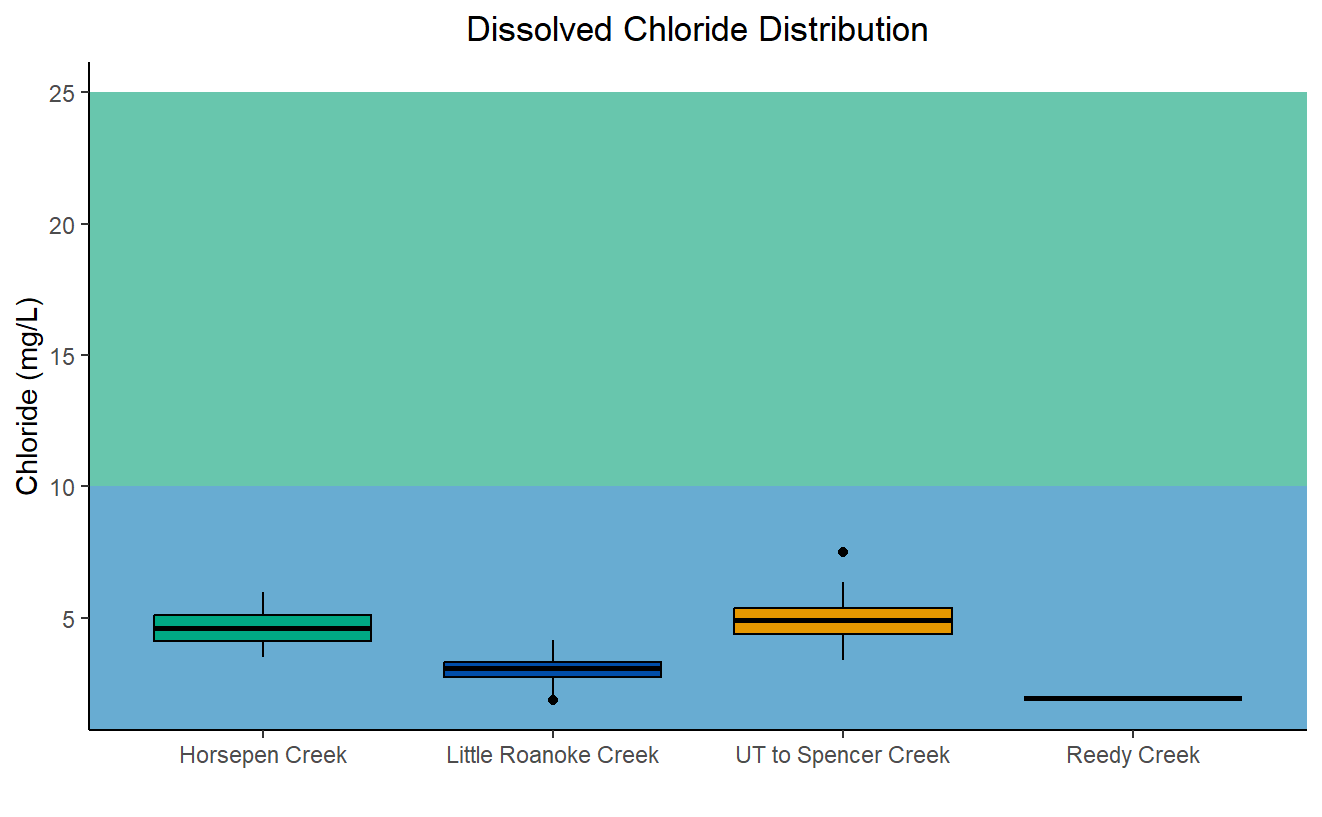 Dissolved Chloride Distribution
Chloride (mg/L)
25
20
15
10
5
Horsepen Creek
Little Roanoke Creek
UT to Spencer Creek
Reedy Creek